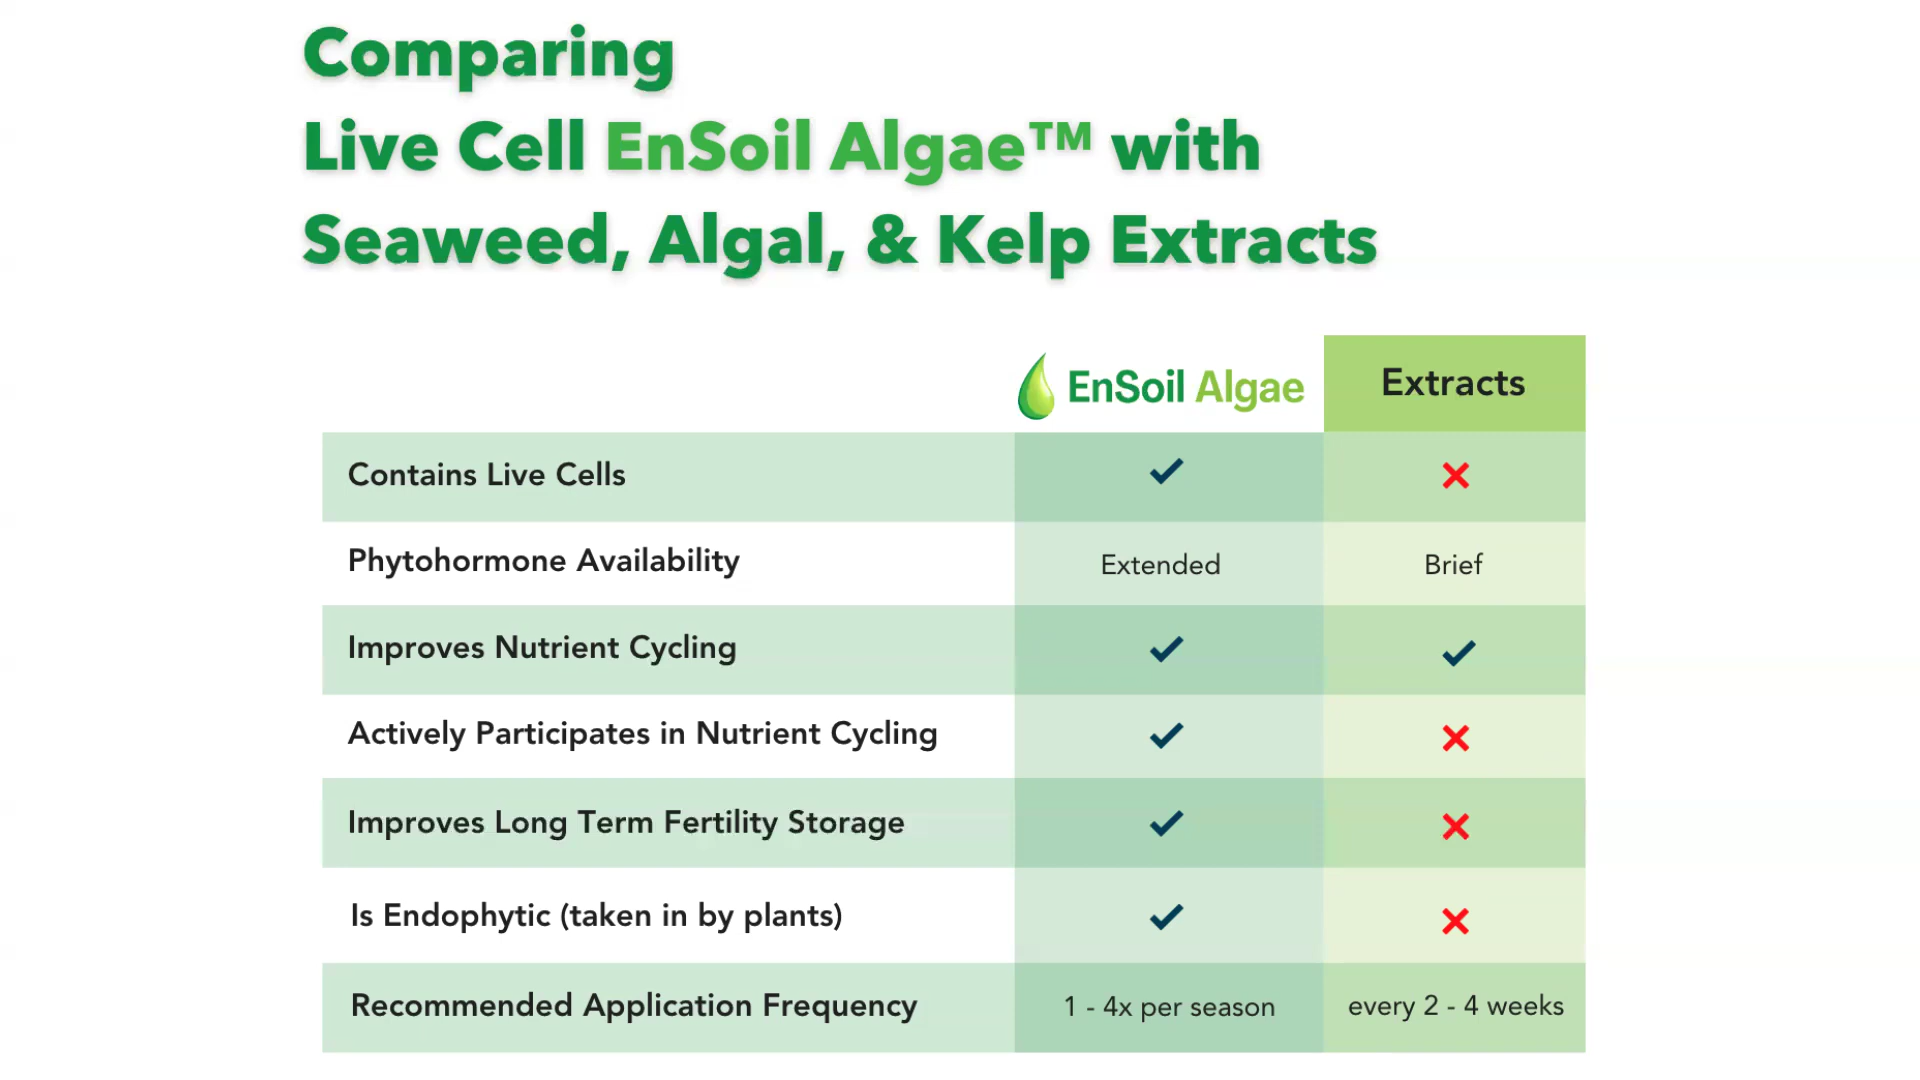 Comparing
Live Cell EnSoil Algae™ with
Seaweed, Algal, & Kelp Extracts
EnSoil Algae Extracts
Contains Live Cells
Phytohormone Availability Extended Brief
Improves Nutrient Cycling
Actively Participates in Nutrient Cycling
Improves Long Term Fertility Storage
Is Endophytic (taken in by plants)
Recommended Application Frequency 1 - 4x per season every 2 - 4 weeks